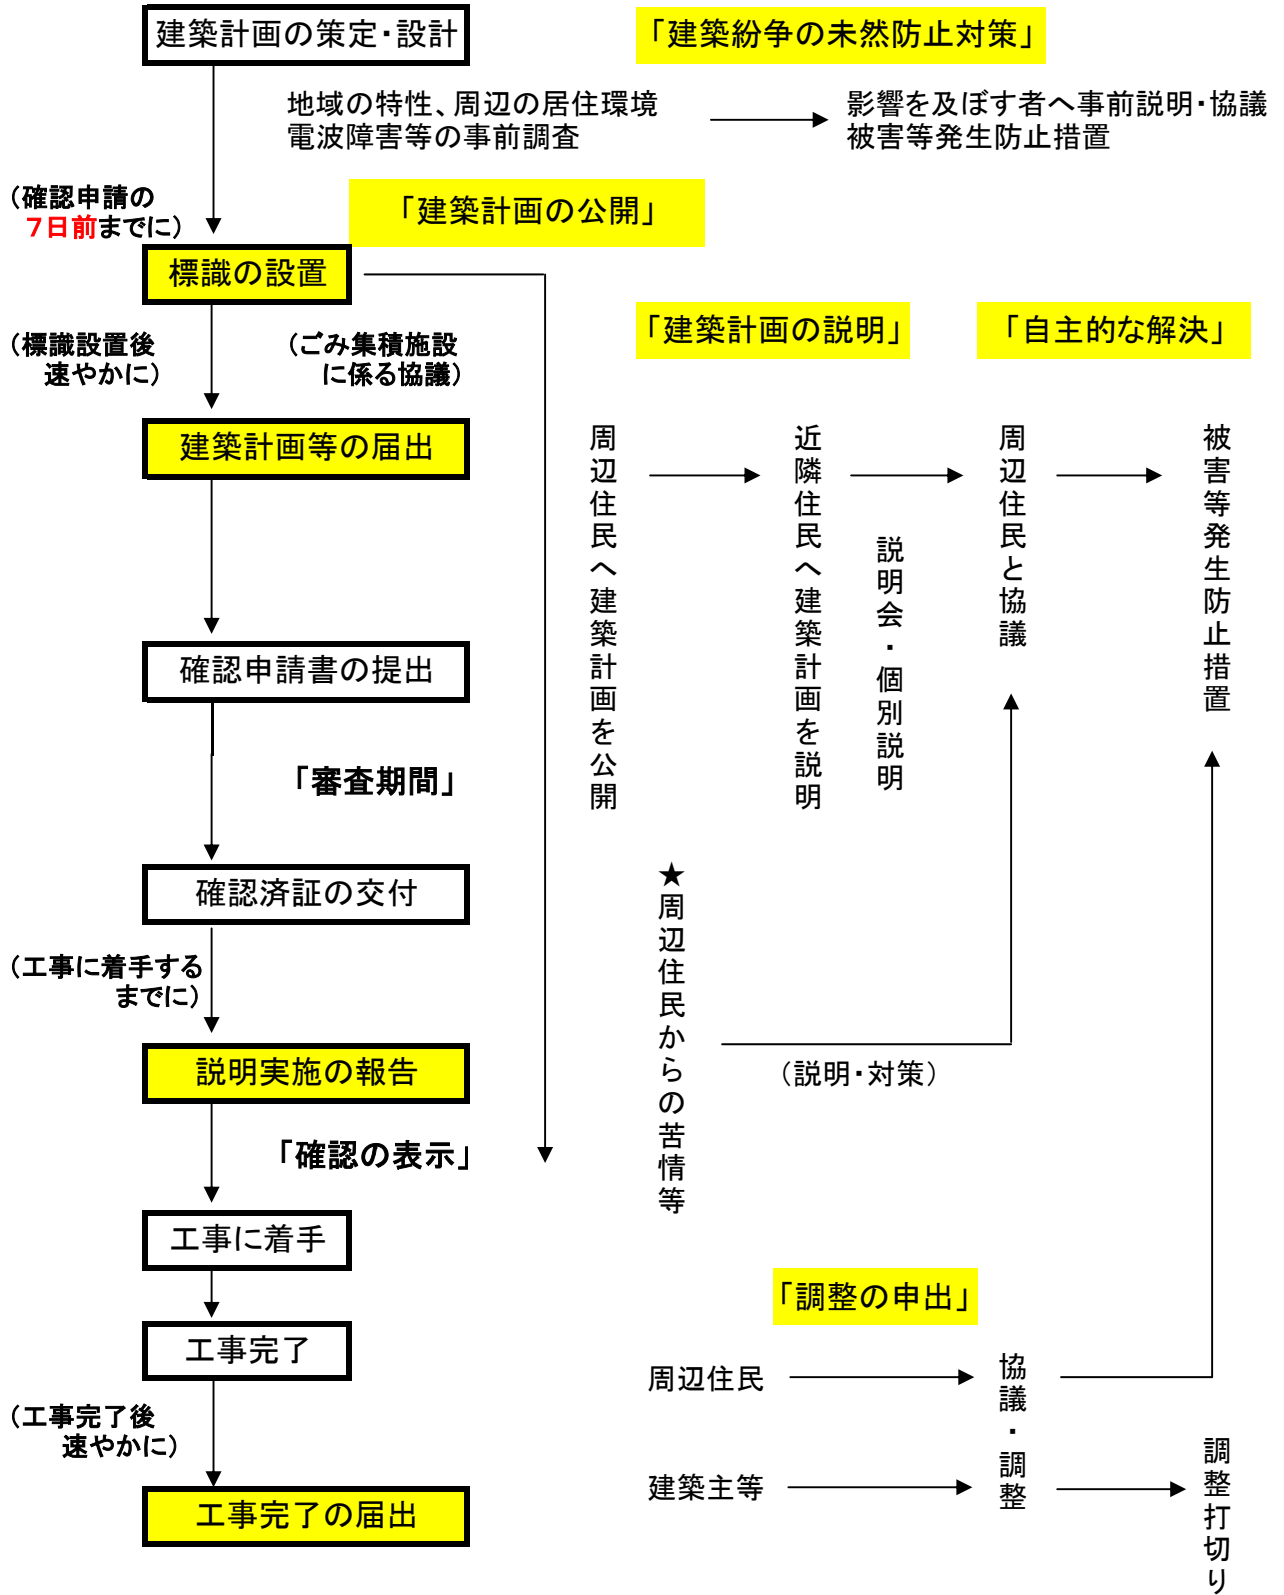 建築計画の策定・設計
「建築紛争の未然防止対策」
地域の特性、周辺の居住環境
電波障害等の事前調査
影響を及ぼす者へ事前説明・協議
被害等発生防止措置
（確認申請の
7日前までに）
「建築計画の公開」
標識の設置
（標識設置後
速やかに）
（ごみ集積施設
に係る協議）
「建築計画の説明」
「自主的な解決」
建築計画等の届出
周辺住民へ建築計画を公開
近隣住民へ建築計画を説明
説明会・個別説明
周辺住民と協議
被害等発生防止措置
確認申請書の提出
「審査期間」
確認済証の交付
（工事に着手する
までに）
★周辺住民からの苦情等
（説明・対策）
説明実施の報告
「確認の表示」
工事に着手
「調整の申出」
工事完了
周辺住民
建築主等
協議・調整
調整打切り
（工事完了後
速やかに）
工事完了の届出